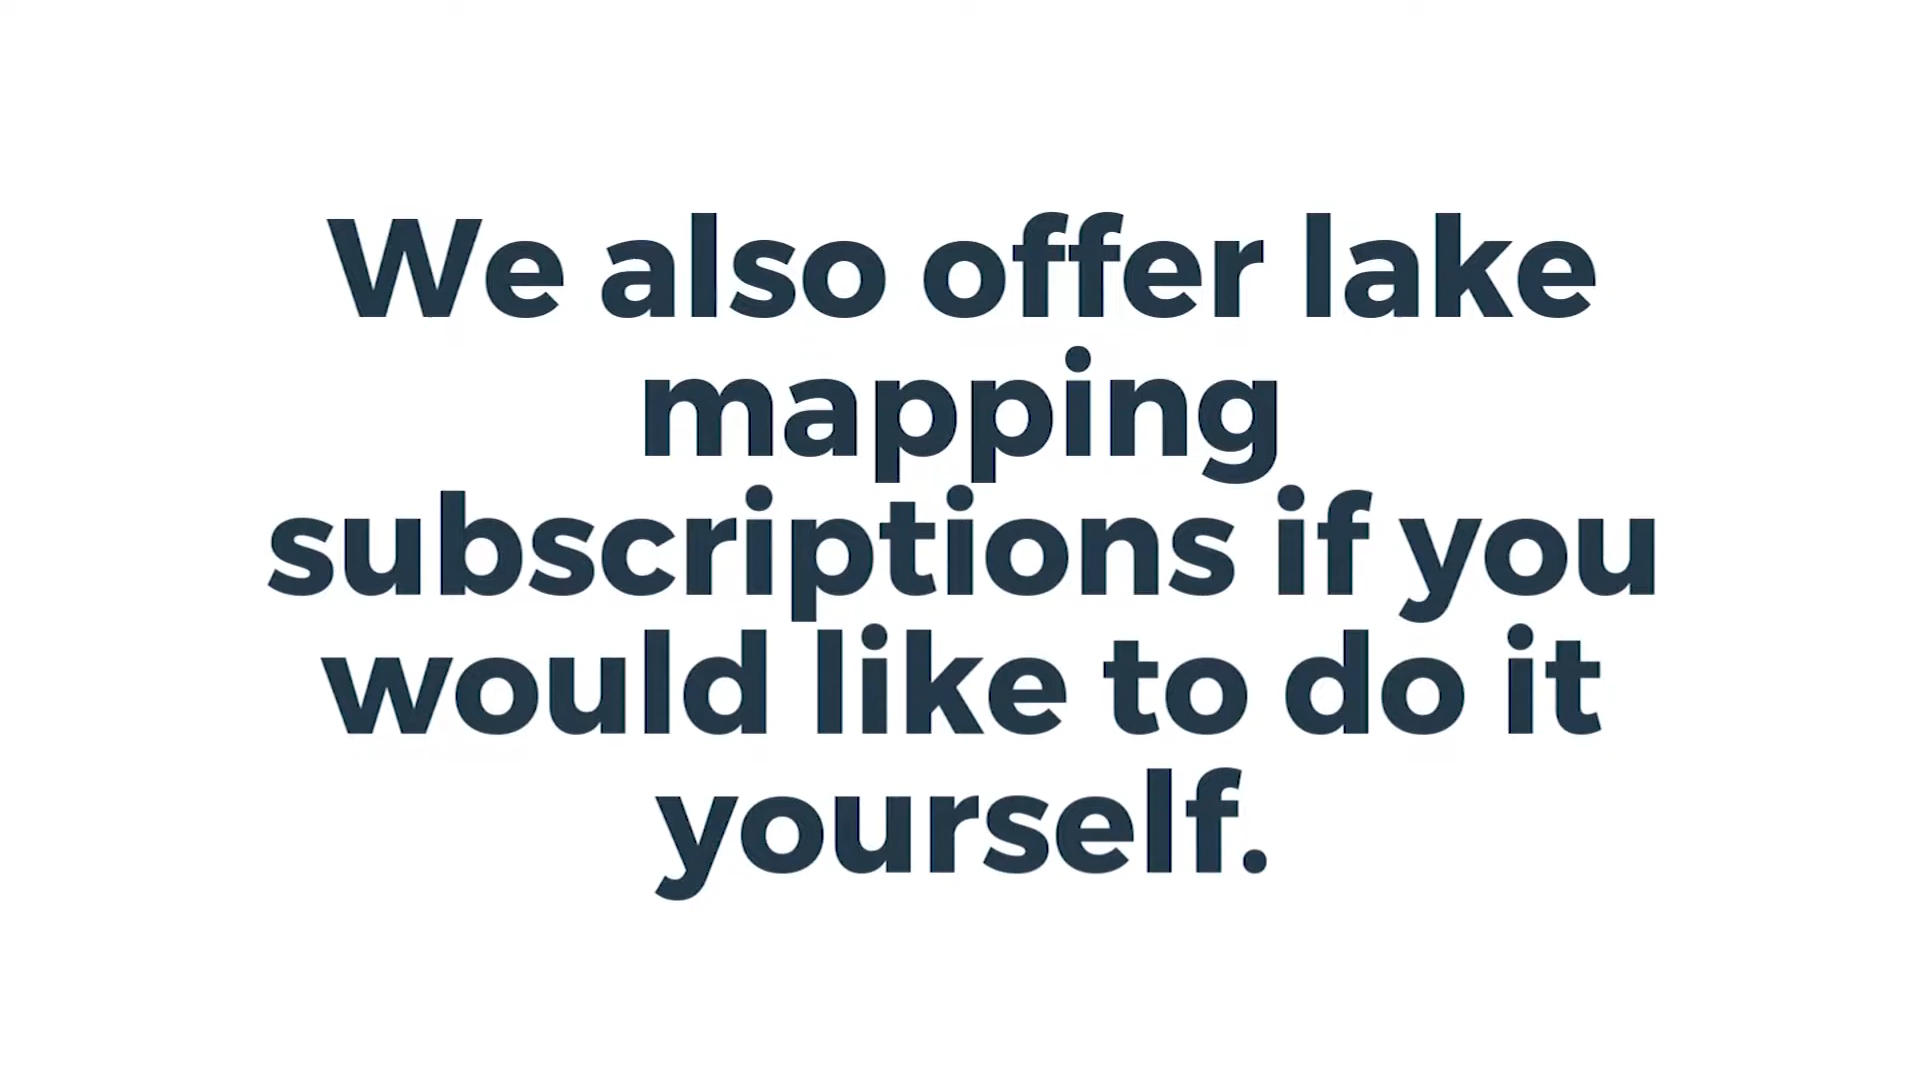 We also offer lake
mapping
subscriptions if you
would like to do it
yourself.